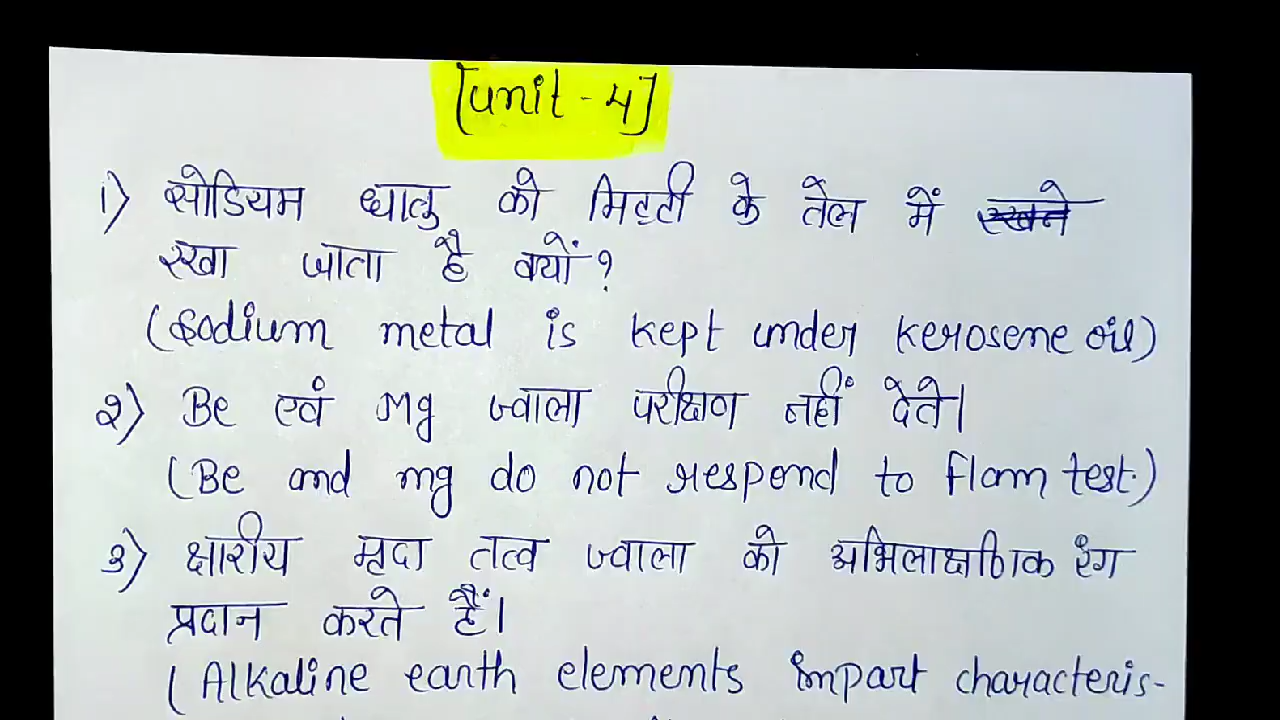 [unit - 4]
1) सोडियम धातु को मिट्टी के तेल में रखने
रखा जाता है क्यों?
(Sodium metal is kept under kerosene oil)
2) Be एवं Mg ज्वाला परीक्षण नहीं देते।
(Be and mg do not respond to flam test.)
3) क्षारीय मृदा तत्व ज्वाला को अभिलाक्षणिक रंग
प्रदान करते हैं।
(Alkaline earth elements impart characteris-